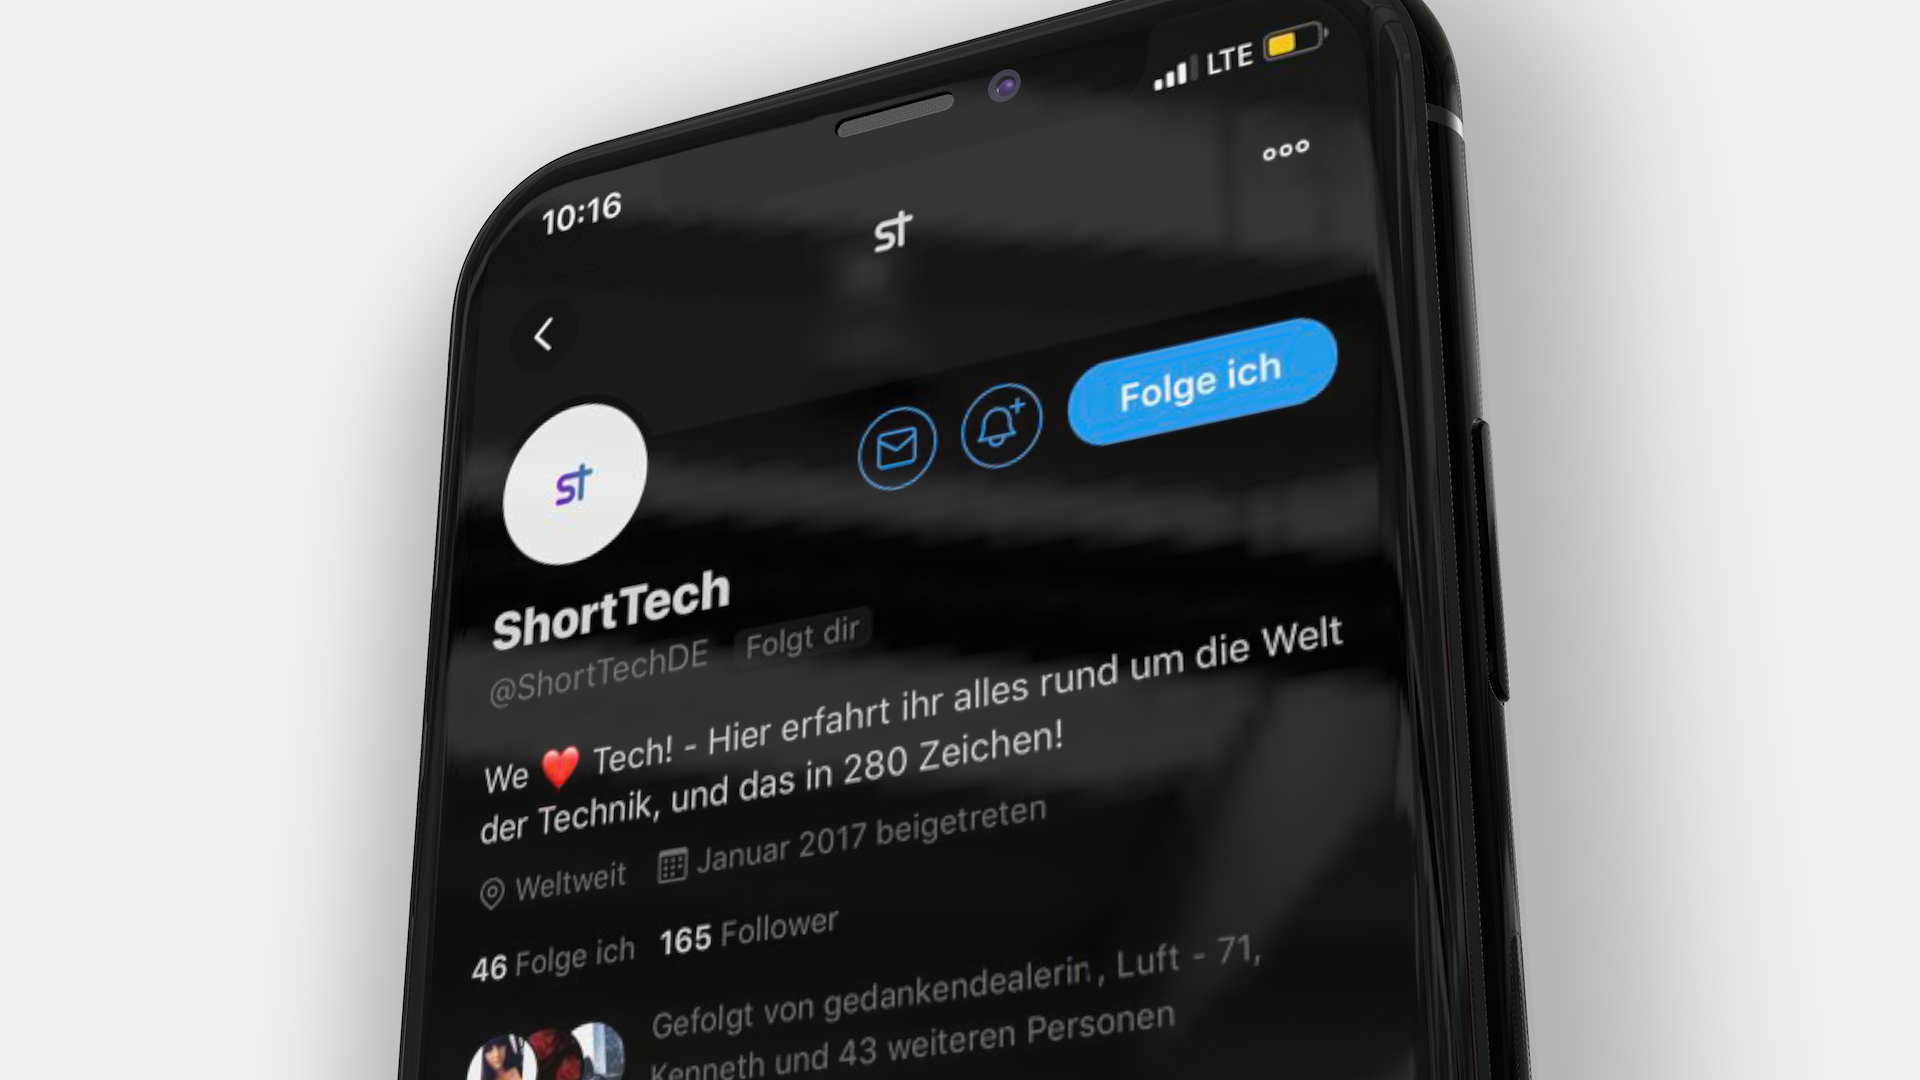 10:16
LTE
st
Folge ich
st
ShortTech
@ShortTechDE Folgt dir
We ❤️ Tech! - Hier erfahrt ihr alles rund um die Welt
der Technik, und das in 280 Zeichen!
Weltweit Januar 2017 beigetreten
46 Folge ich 165 Follower
Gefolgt von gedankendealerin, Luft - 71,
Kenneth und 43 weiteren Personen